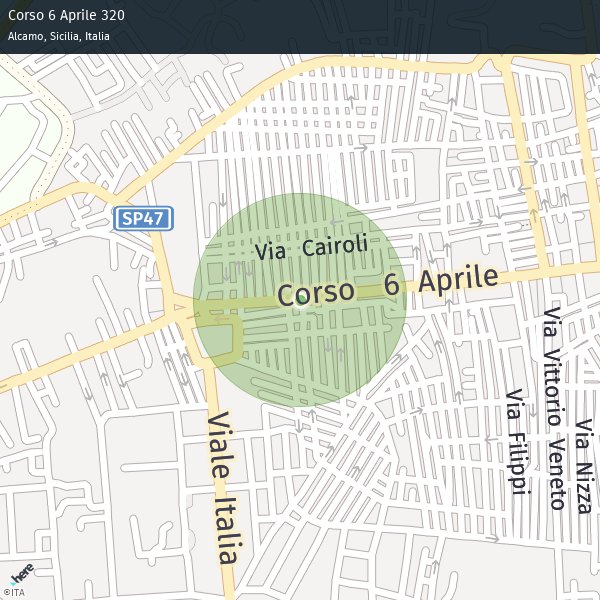 Corso 6 Aprile 320
Alcamo, Sicilia, Italia
SP47
Via Cairoli
Corso 6 Aprile
Via Vittorio Veneto
Via Filippi
Via Nizza
Viale Italia
here
©ITA